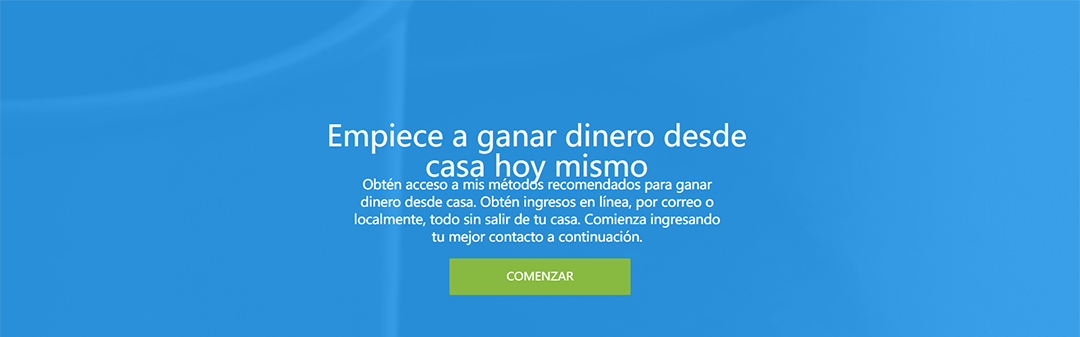 Empiece a ganar dinero desde
casa hoy mismo
Obtén acceso a mis métodos recomendados para ganar
dinero desde casa. Obtén ingresos en línea, por correo o
localmente, todo sin salir de tu casa. Comienza ingresando
tu mejor contacto a continuación.
COMENZAR